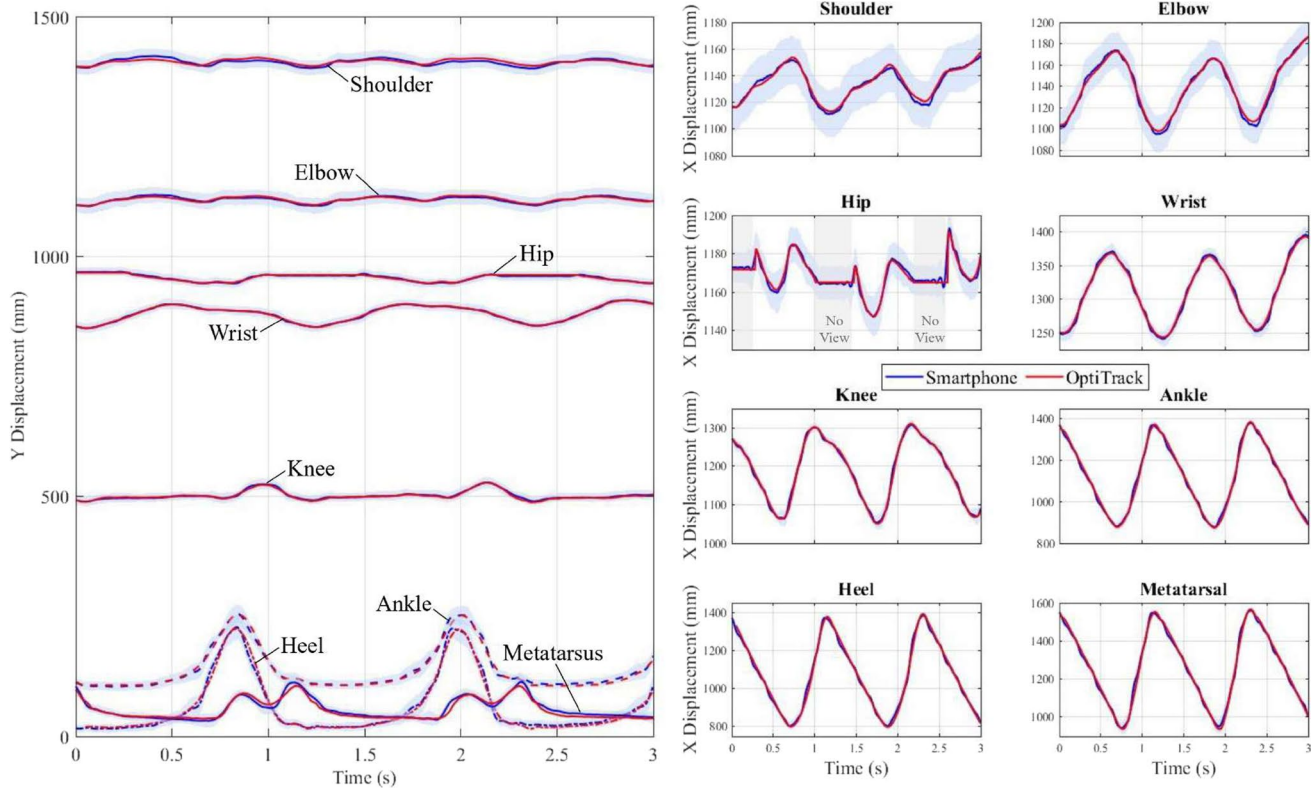 1500
1000
500
0
Y Displacement (mm)
Shoulder
Elbow
Hip
Wrist
Knee
Ankle
Heel
Metatarsus
0 0.5 1 1.5 2 2.5 3
Time (s)
Shoulder
X Displacement (mm)
1180
1160
1140
1120
1100
1080
Elbow
1200
1180
1160
1140
1120
1100
1080
Hip
X Displacement (mm)
1200
1180
1160
1140
No
View
No
View
Wrist
1400
1350
1300
1250
Smartphone OptiTrack
Knee
X Displacement (mm)
1300
1200
1100
1000
Ankle
1400
1200
1000
800
Heel
X Displacement (mm)
1400
1200
1000
800
0 0.5 1 1.5 2 2.5 3
Time (s)
Metatarsal
1600
1400
1200
1000
0 0.5 1 1.5 2 2.5 3
Time (s)